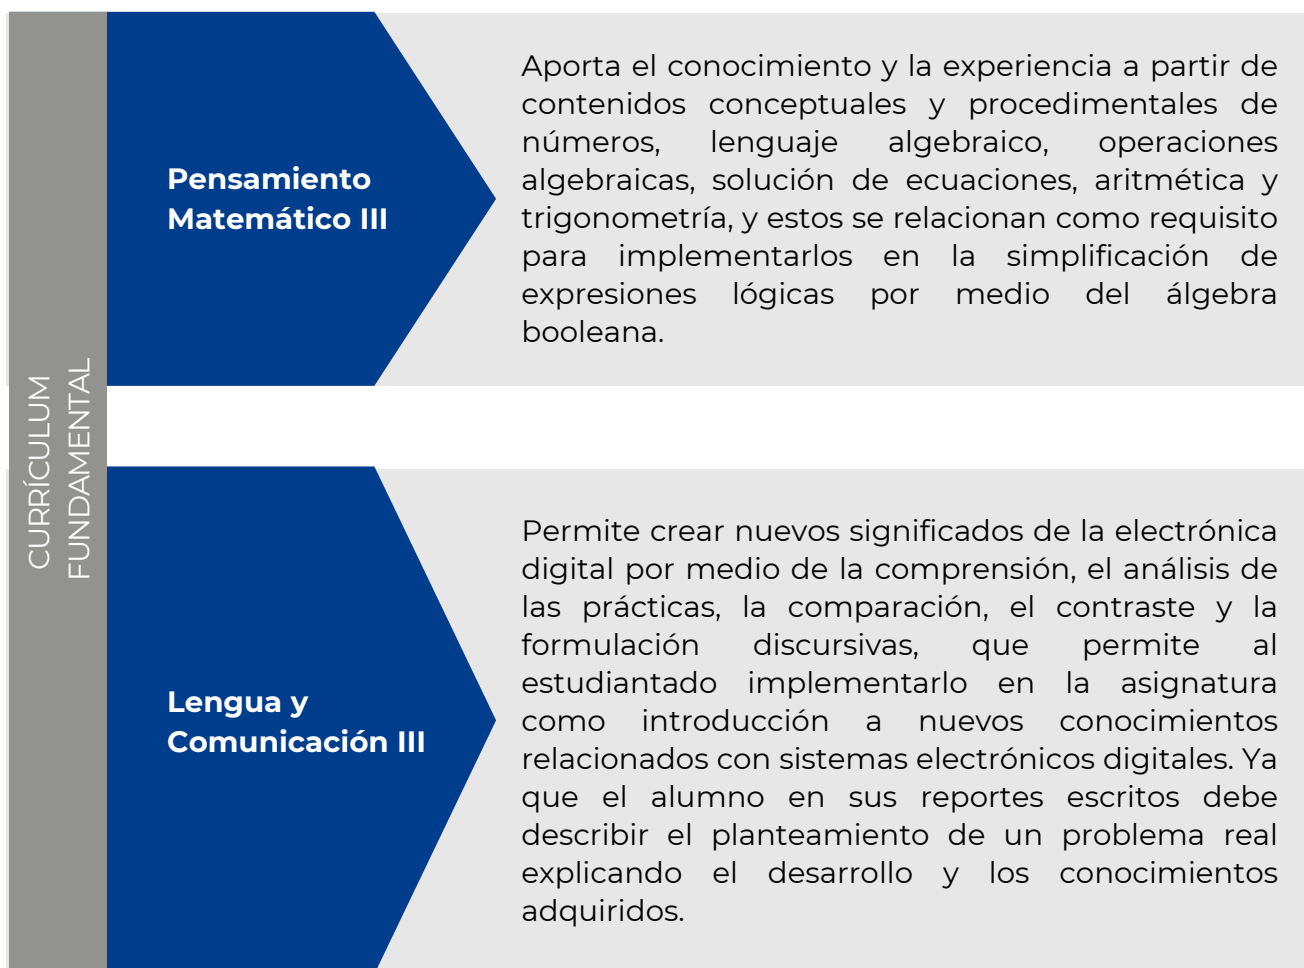 CURRÍCULUM
FUNDAMENTAL
Pensamiento
Matemático III
Aporta el conocimiento y la experiencia a partir de
contenidos conceptuales y procedimentales de
números, lenguaje algebraico, operaciones
algebraicas, solución de ecuaciones, aritmética y
trigonometría, y estos se relacionan como requisito
para implementarlos en la simplificación de
expresiones lógicas por medio del álgebra
booleana.
Lengua y
Comunicación III
Permite crear nuevos significados de la electrónica
digital por medio de la comprensión, el análisis de
las prácticas, la comparación, el contraste y la
formulación discursivas, que permite al
estudiantado implementarlo en la asignatura
como introducción a nuevos conocimientos
relacionados con sistemas electrónicos digitales. Ya
que el alumno en sus reportes escritos debe
describir el planteamiento de un problema real
explicando el desarrollo y los conocimientos
adquiridos.